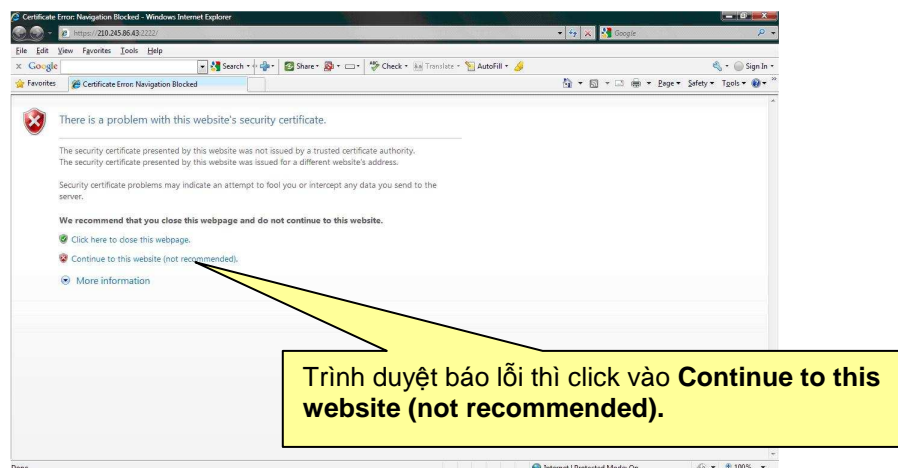 Certificate Error: Navigation Blocked - Windows Internet Explorer
https://210.245.86.43:2222/
Google
File Edit View Favorites Tools Help
x Google Search Share Check Translate AutoFill Sign In
Favorites Certificate Error: Navigation Blocked Page Safety Tools
There is a problem with this website's security certificate.
The security certificate presented by this website was not issued by a trusted certificate authority.
The security certificate presented by this website was issued for a different website's address.
Security certificate problems may indicate an attempt to fool you or intercept any data you send to the
server.
We recommend that you close this webpage and do not continue to this website.
Click here to close this webpage.
Continue to this website (not recommended).
More information
Trình duyệt báo lỗi thì click vào Continue to this
website (not recommended).
Done Internet | Protected Mode: On 100%